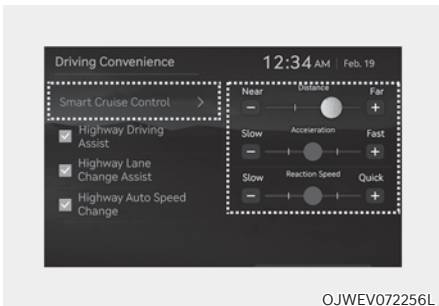 Driving Convenience
12:34 AM | Feb. 19
Smart Cruise Control >
Highway Driving
Assist
Highway Lane
Change Assist
Highway Auto Speed
Change
Near Distance Far
Slow Acceleration Fast
Slow Reaction Speed Quick
OJWEV072256L